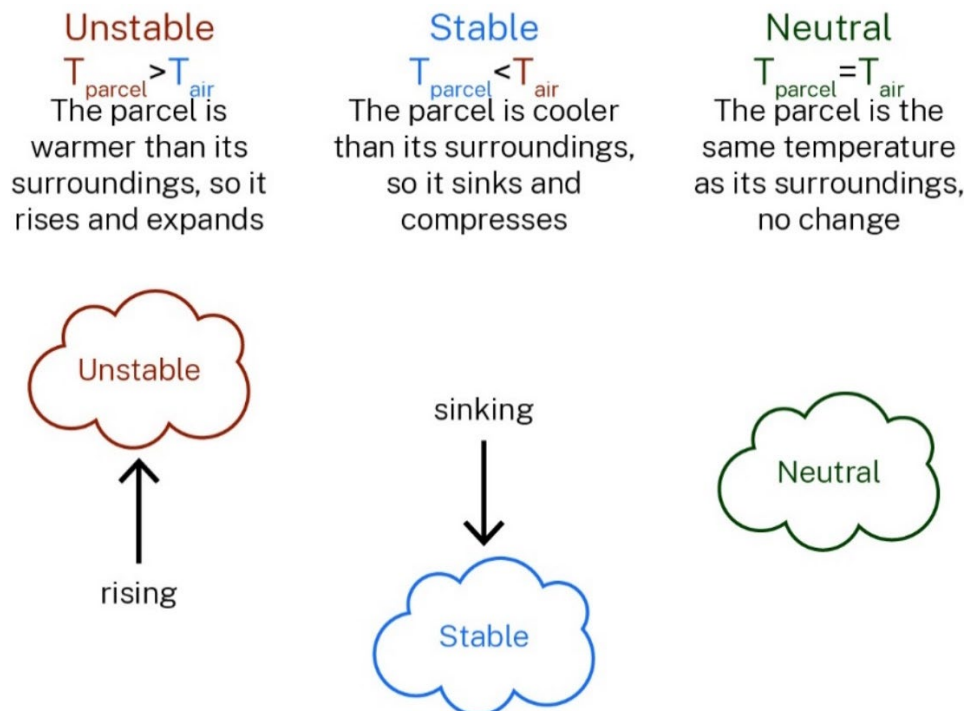 Unstable
Tparcel>Tair
The parcel is
warmer than its
surroundings, so it
rises and expands
Stable
Tparcel<Tair
The parcel is cooler
than its surroundings,
so it sinks and
compresses
Neutral
Tparcel=Tair
The parcel is the
same temperature
as its surroundings,
no change
Unstable
rising
sinking
Stable
Neutral